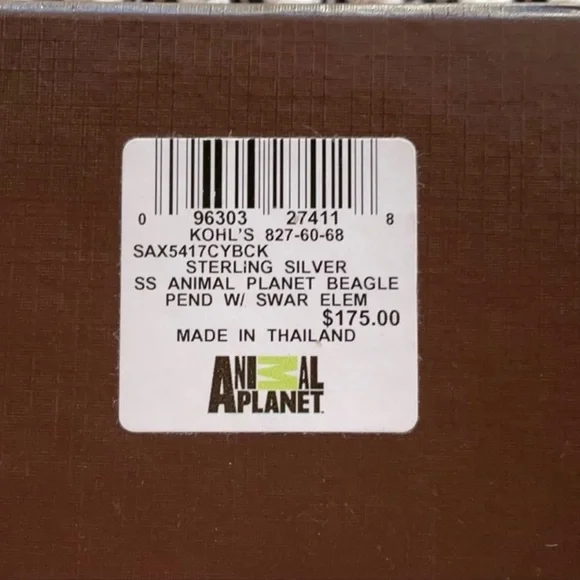 0 96303 27411 8
KOHL'S 827-60-68
SAX5417CYBCK
STERLiNG SILVER
SS ANIMAL PLANET BEAGLE
PEND W/ SWAR ELEM
$175.00
MADE IN THAILAND
ANIMAL
PLANET